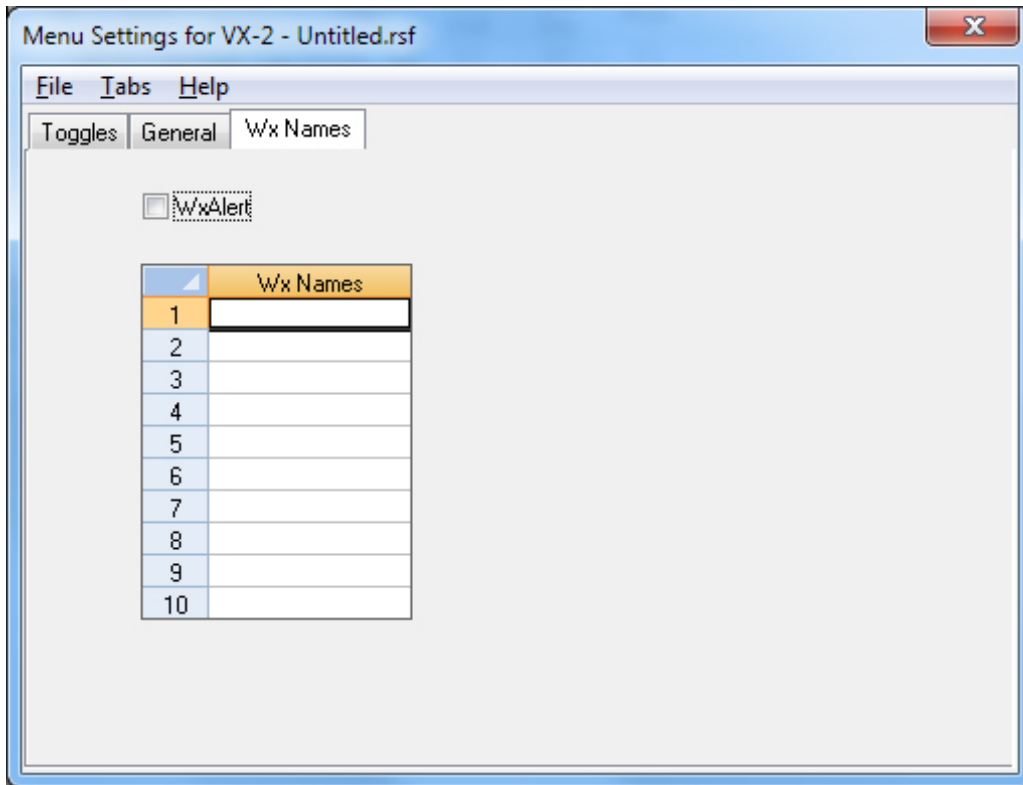 Menu Settings for VX-2 - Untitled.rsf
File Tabs Help
Toggles General Wx Names
WxAlert
Wx Names
1
2
3
4
5
6
7
8
9
10